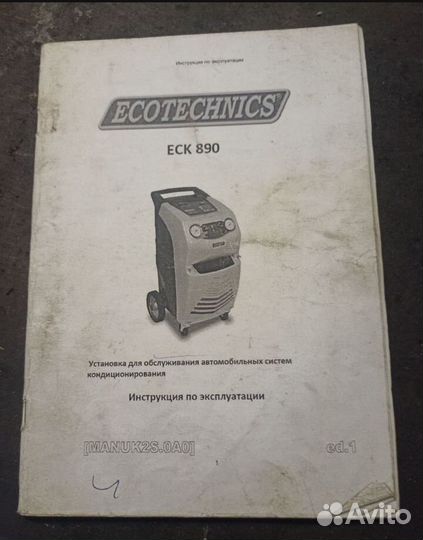 Инструкция по эксплуатации
ECOTECHNICS
ECK 890
Установка для обслуживания автомобильных систем
кондиционирования
Инструкция по эксплуатации
[MANUK2S.0A0]
ed.1
1
Ч
Avito